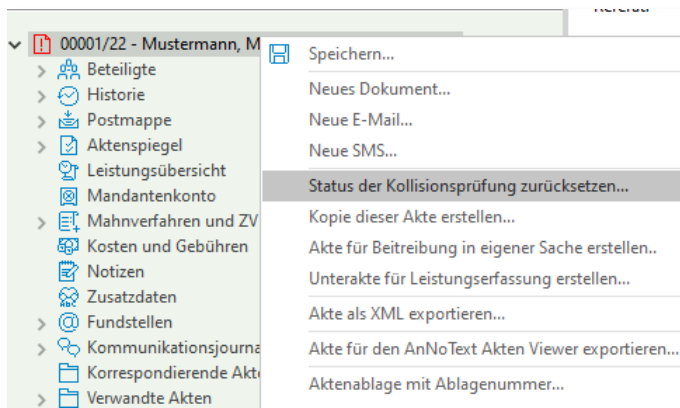 00001/22 - Mustermann, M
Beteiligte
Historie
Postmappe
Aktenspiegel
Leistungsübersicht
Mandantenkonto
Mahnverfahren und ZV
Kosten und Gebühren
Notizen
Zusatzdaten
Fundstellen
Kommunikationsjourna
Korrespondierende Akt
Verwandte Akten
Speichern...
Neues Dokument...
Neue E-Mail...
Neue SMS...
Status der Kollisionsprüfung zurücksetzen...
Kopie dieser Akte erstellen...
Akte für Beitreibung in eigener Sache erstellen..
Unterakte für Leistungserfassung erstellen...
Akte als XML exportieren...
Akte für den AnNoText Akten Viewer exportieren...
Aktenablage mit Ablagenummer...